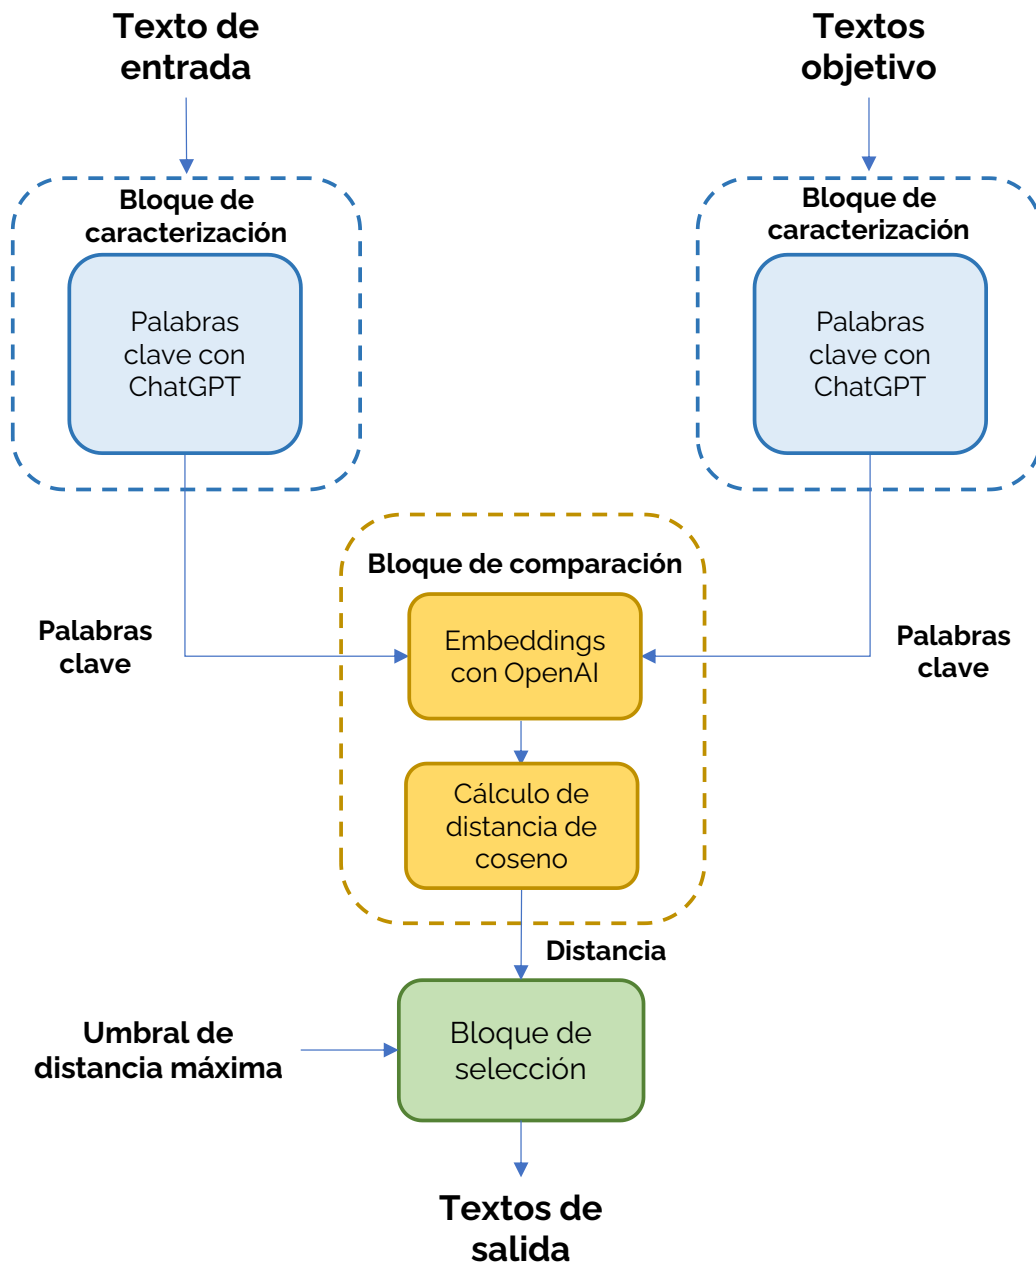 Texto de
entrada
Textos
objetivo
Bloque de
caracterización
Palabras
clave con
ChatGPT
Bloque de
caracterización
Palabras
clave con
ChatGPT
Bloque de comparación
Palabras
clave
Embeddings
con OpenAI
Palabras
clave
Cálculo de
distancia de
coseno
Distancia
Umbral de
distancia máxima
Bloque de
selección
Textos de
salida